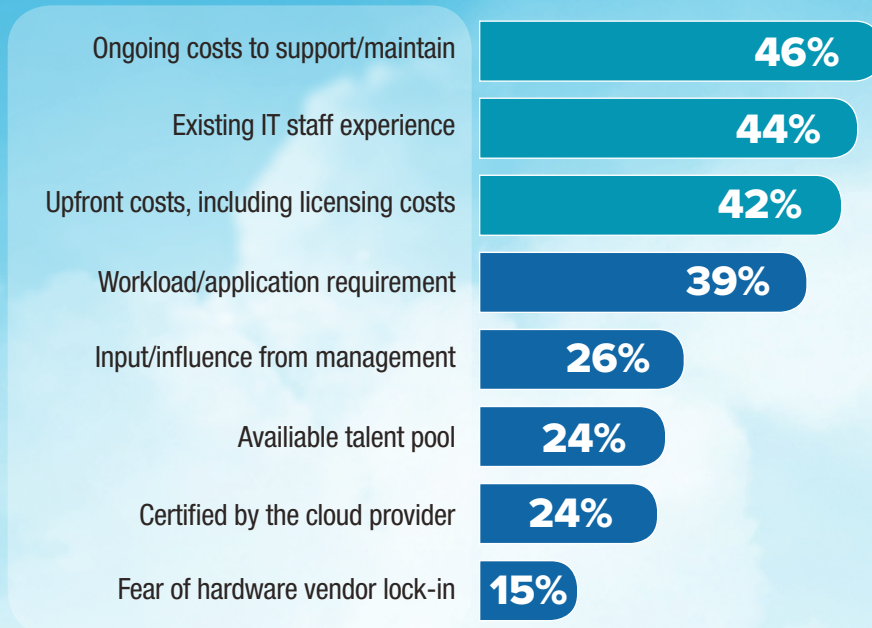 Ongoing costs to support/maintain 46%
Existing IT staff experience 44%
Upfront costs, including licensing costs 42%
Workload/application requirement 39%
Input/influence from management 26%
Availiable talent pool 24%
Certified by the cloud provider 24%
Fear of hardware vendor lock-in 15%